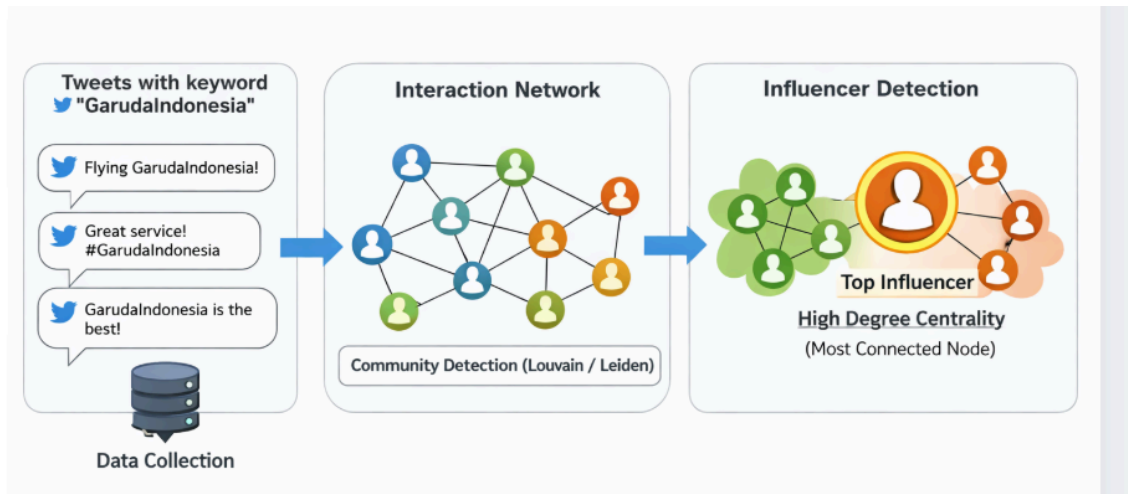 Tweets with keyword
"GarudaIndonesia"
Flying GarudaIndonesia!
Great service!
#GarudaIndonesia
GarudaIndonesia is the
best!
Data Collection
Interaction Network
Community Detection (Louvain / Leiden)
Influencer Detection
Top Influencer
High Degree Centrality
(Most Connected Node)